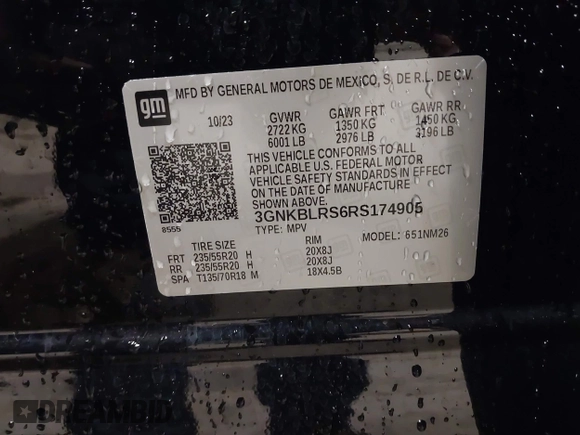 gm
MFD BY GENERAL MOTORS DE MEXICO, S. DE R.L. DE C.V.
10/23
GVWR GAWR FRT GAWR RR
2722 KG 1350 KG 1450 KG
6001 LB 2976 LB 3196 LB
THIS VEHICLE CONFORMS TO ALL
APPLICABLE U.S. FEDERAL MOTOR
VEHICLE SAFETY STANDARDS IN EFFECT
ON THE DATE OF MANUFACTURE
SHOWN ABOVE.
3GNKBLRS6RS174905
8555
TYPE: MPV MODEL: 651NM26
TIRE SIZE RIM
FRT 235/55R20 H 20X8J
RR 235/55R20 H 20X8J
SPA T135/70R18 M 18X4.5B
DREAMBID